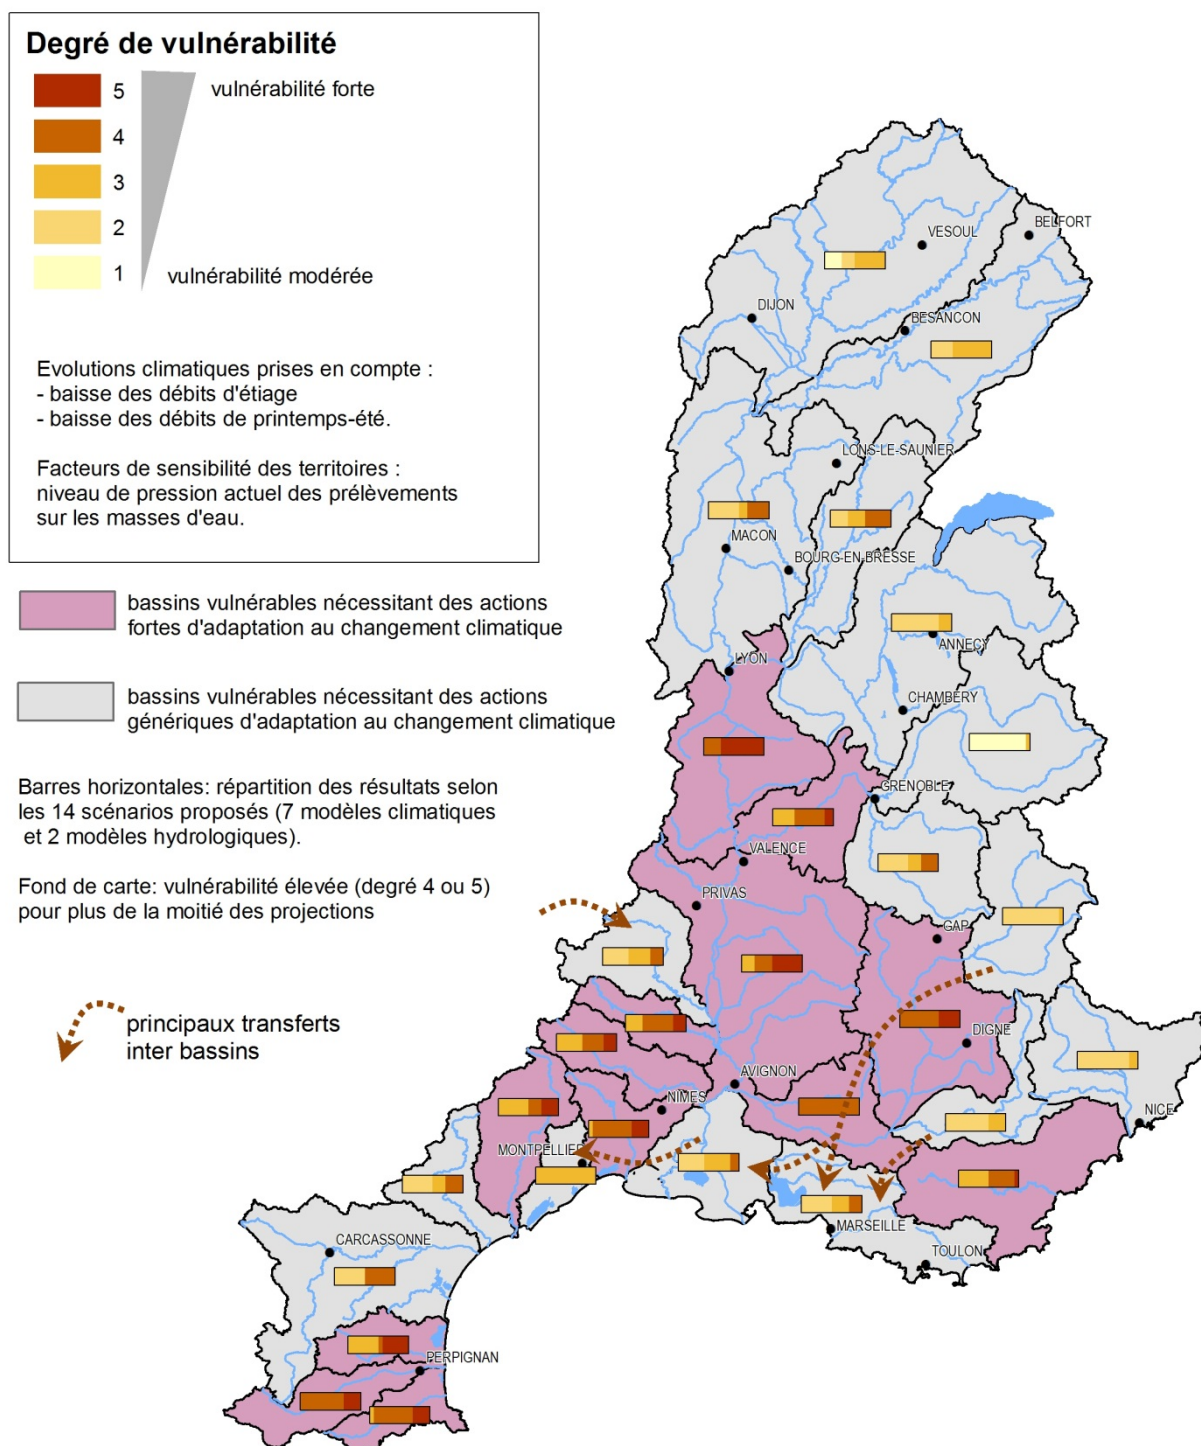 Degré de vulnérabilité
5
vulnérabilité forte
4
3
2
1
vulnérabilité modérée
Evolutions climatiques prises en compte :
- baisse des débits d'étiage
- baisse des débits de printemps-été.
Facteurs de sensibilité des territoires :
niveau de pression actuel des prélèvements
sur les masses d'eau.
bassins vulnérables nécessitant des actions
fortes d'adaptation au changement climatique
bassins vulnérables nécessitant des actions
génériques d'adaptation au changement climatique
Barres horizontales: répartition des résultats selon
les 14 scénarios proposés (7 modèles climatiques
et 2 modèles hydrologiques).
Fond de carte: vulnérabilité élevée (degré 4 ou 5)
pour plus de la moitié des projections
principaux transferts
inter bassins
BELFORT
VESOUL
DIJON
BESANCON
LONS-LE-SAUNIER
MACON
BOURG-EN-BRESSE
ANNECY
LYON
CHAMBÉRY
GRENOBLE
VALENCE
PRIVAS
GAP
DIGNE
AVIGNON
NÎMES
NICE
MONTPELLIER
MARSEILLE
CARCASSONNE
TOULON
PERPIGNAN